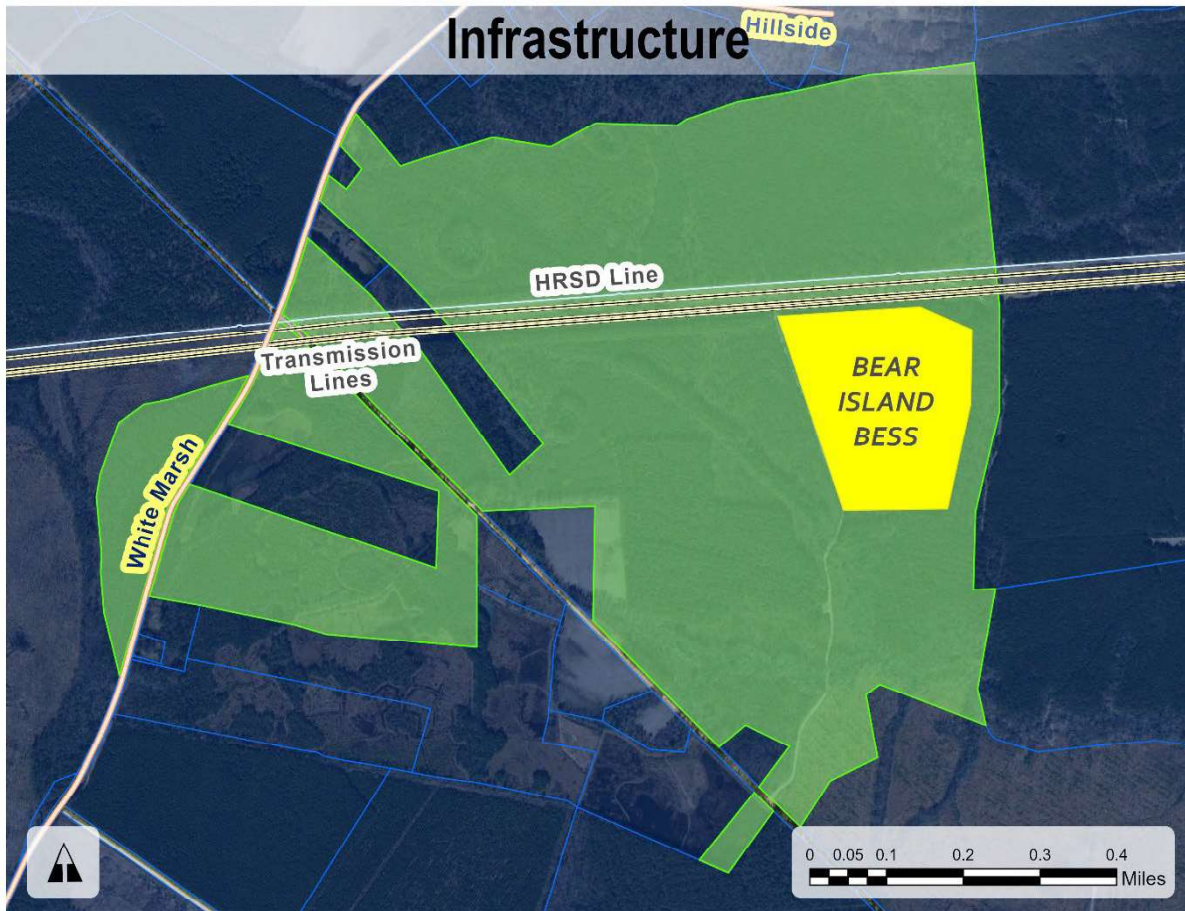 Infrastructure
Hillside
HRSD Line
Transmission
Lines
BEAR
ISLAND
BESS
White Marsh
0 0.05 0.1 0.2 0.3 0.4
Miles